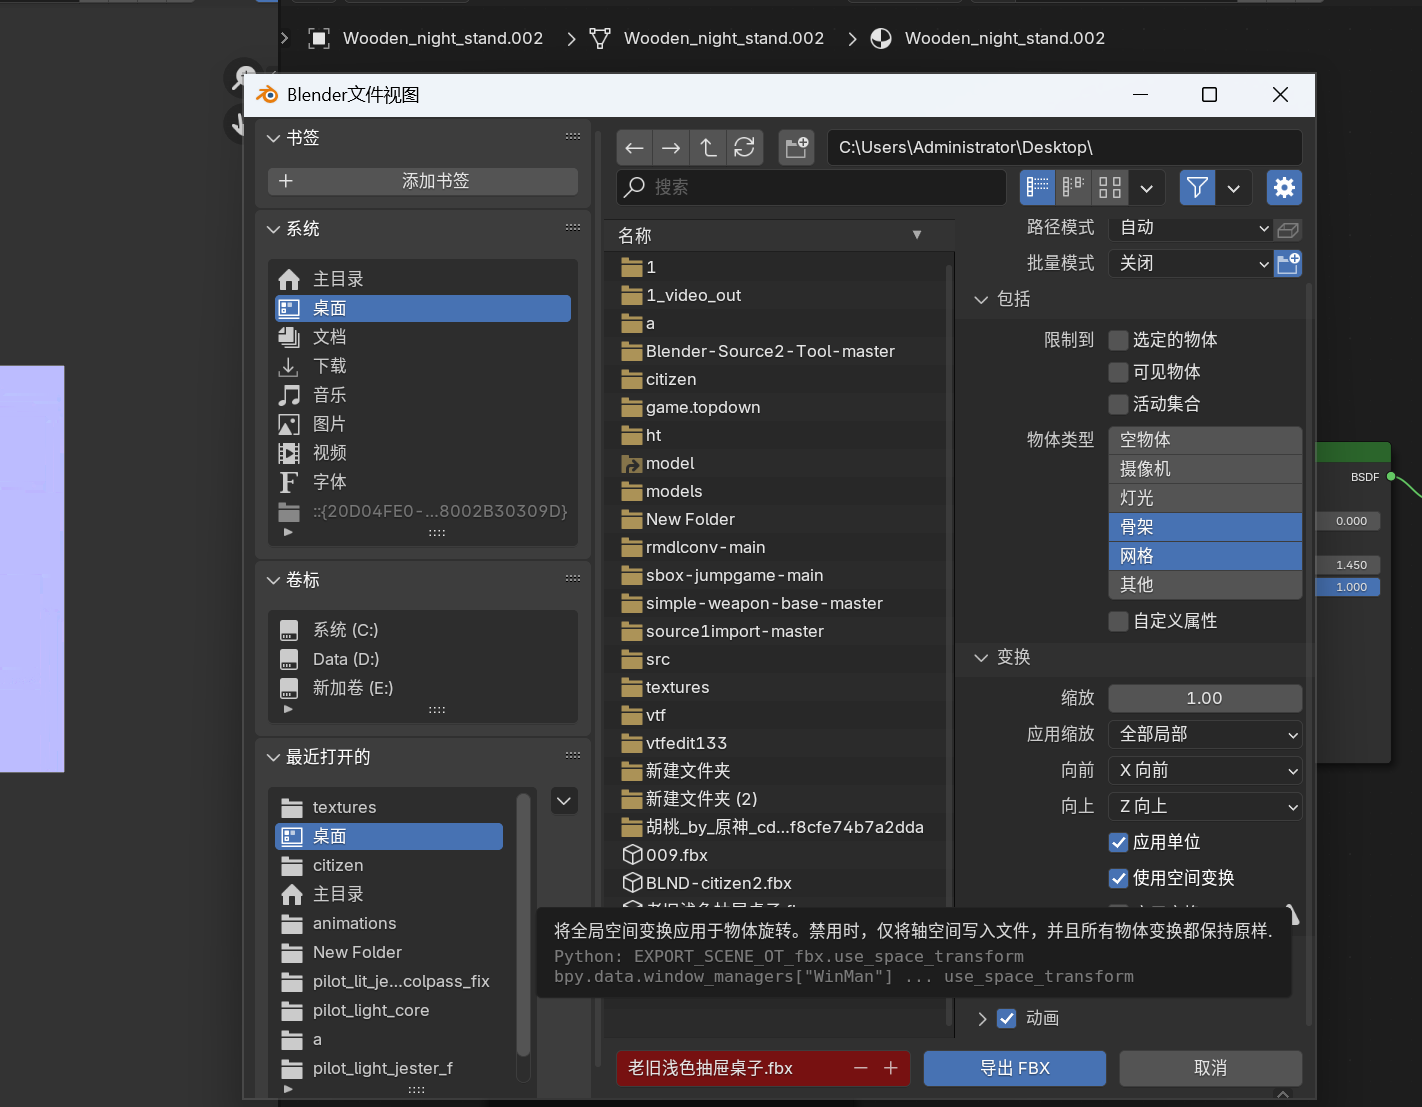 Wooden_night_stand.002
Wooden_night_stand.002
Wooden_night_stand.002
Blender文件视图
书签
添加书签
系统
主目录
桌面
文档
下载
音乐
图片
视频
字体
::{20D04FE0-...8002B30309D}
卷标
系统 (C:)
Data (D:)
新加卷 (E:)
最近打开的
textures
桌面
citizen
主目录
animations
New Folder
pilot_lit_je...colpass_fix
pilot_light_core
a
pilot_light_jester_f
C:\Users\Administrator\Desktop\
搜索
名称
1
1_video_out
a
Blender-Source2-Tool-master
citizen
game.topdown
ht
model
models
New Folder
rmdlconv-main
sbox-jumpgame-main
simple-weapon-base-master
source1import-master
src
textures
vtf
vtfedit133
新建文件夹
新建文件夹 (2)
胡桃_by_原神_cd...f8cfe74b7a2dda
009.fbx
BLND-citizen2.fbx
路径模式
自动
批量模式
关闭
包括
限制到
选定的物体
可见物体
活动集合
物体类型
空物体
摄像机
灯光
骨架
网格
其他
自定义属性
变换
缩放
1.00
应用缩放
全部局部
向前
X 向前
向上
Z 向上
应用单位
使用空间变换
将全局空间变换应用于物体旋转。禁用时，仅将轴空间写入文件，并且所有物体变换都保持原样.
Python: EXPORT_SCENE_OT_fbx.use_space_transform
bpy.data.window_managers["WinMan"] ... use_space_transform
动画
老旧浅色抽屉桌子.fbx
导出 FBX
取消
BSDF
0.000
1.450
1.000